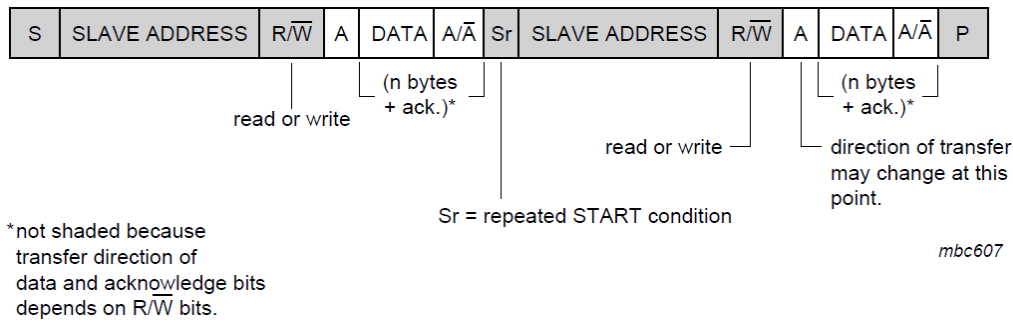 S SLAVE ADDRESS R/W̅ A DATA A/A̅ Sr SLAVE ADDRESS R/W̅ A DATA A/A̅ P
(n bytes
+ ack.)*
(n bytes
+ ack.)*
read or write
read or write
direction of transfer
may change at this
point.
Sr = repeated START condition
*not shaded because
transfer direction of
data and acknowledge bits
depends on R/W̅ bits.
mbc607